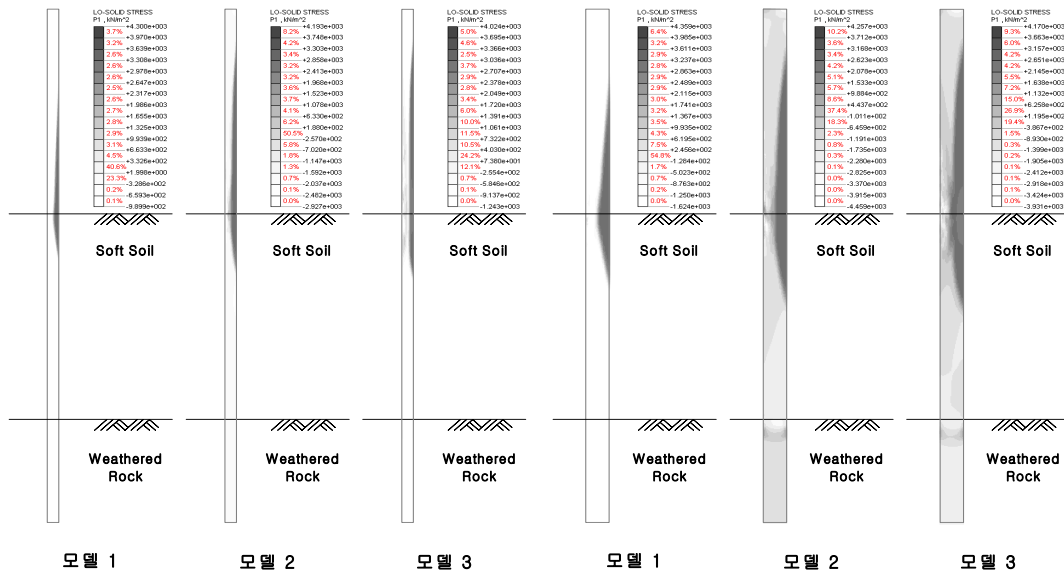 LO-SOLID STRESS
P1 , kN/m^2
+4.300e+003
3.7%
+3.970e+003
3.2%
+3.639e+003
2.6%
+3.308e+003
2.6%
+2.978e+003
2.6%
+2.647e+003
2.5%
+2.317e+003
2.6%
+1.986e+003
2.7%
+1.655e+003
2.8%
+1.325e+003
2.9%
+9.939e+002
3.1%
+6.633e+002
4.5%
+3.326e+002
40.6%
+1.998e+000
23.3%
-3.286e+002
0.2%
-6.593e+002
0.1%
-9.899e+002
Soft Soil
Weathered
Rock
모델 1
LO-SOLID STRESS
P1 , kN/m^2
+4.193e+003
8.2%
+3.748e+003
4.2%
+3.303e+003
3.4%
+2.858e+003
3.2%
+2.413e+003
3.2%
+1.968e+003
3.6%
+1.523e+003
3.7%
+1.078e+003
4.1%
+6.330e+002
6.2%
+1.880e+002
50.5%
-2.570e+002
5.8%
-7.020e+002
1.8%
-1.147e+003
1.3%
-1.592e+003
0.7%
-2.037e+003
0.1%
-2.482e+003
0.0%
-2.927e+003
Soft Soil
Weathered
Rock
모델 2
LO-SOLID STRESS
P1 , kN/m^2
+4.024e+003
5.0%
+3.695e+003
4.6%
+3.366e+003
2.5%
+3.036e+003
3.7%
+2.707e+003
2.9%
+2.378e+003
2.8%
+2.049e+003
3.4%
+1.720e+003
6.0%
+1.391e+003
10.0%
+1.061e+003
11.5%
+7.322e+002
10.5%
+4.030e+002
24.2%
+7.380e+001
12.1%
-2.554e+002
0.7%
-5.846e+002
0.1%
-9.137e+002
0.0%
-1.243e+003
Soft Soil
Weathered
Rock
모델 3
LO-SOLID STRESS
P1 , kN/m^2
+4.359e+003
6.4%
+3.985e+003
3.2%
+3.611e+003
2.9%
+3.237e+003
2.8%
+2.863e+003
2.9%
+2.489e+003
2.9%
+2.115e+003
3.0%
+1.741e+003
3.2%
+1.367e+003
3.5%
+9.935e+002
4.3%
+6.195e+002
7.5%
+2.456e+002
54.8%
-1.284e+002
1.7%
-5.023e+002
0.7%
-8.763e+002
0.2%
-1.250e+003
0.0%
-1.624e+003
Soft Soil
Weathered
Rock
모델 1
LO-SOLID STRESS
P1 , kN/m^2
+4.257e+003
10.2%
+3.712e+003
3.6%
+3.168e+003
3.4%
+2.623e+003
4.2%
+2.078e+003
5.1%
+1.533e+003
5.7%
+9.884e+002
8.6%
+4.437e+002
37.4%
-1.011e+002
18.3%
-6.459e+002
2.3%
-1.191e+003
0.8%
-1.735e+003
0.3%
-2.280e+003
0.1%
-2.825e+003
0.0%
-3.370e+003
0.0%
-3.915e+003
0.0%
-4.459e+003
Soft Soil
Weathered
Rock
모델 2
LO-SOLID STRESS
P1 , kN/m^2
+4.170e+003
9.3%
+3.663e+003
6.0%
+3.157e+003
4.2%
+2.651e+003
4.2%
+2.145e+003
5.5%
+1.638e+003
7.2%
+1.132e+003
15.0%
+6.258e+002
26.9%
+1.195e+002
19.4%
-3.867e+002
1.5%
-8.930e+002
0.3%
-1.399e+003
0.2%
-1.905e+003
0.1%
-2.412e+003
0.1%
-2.918e+003
0.1%
-3.424e+003
0.0%
-3.931e+003
Soft Soil
Weathered
Rock
모델 3